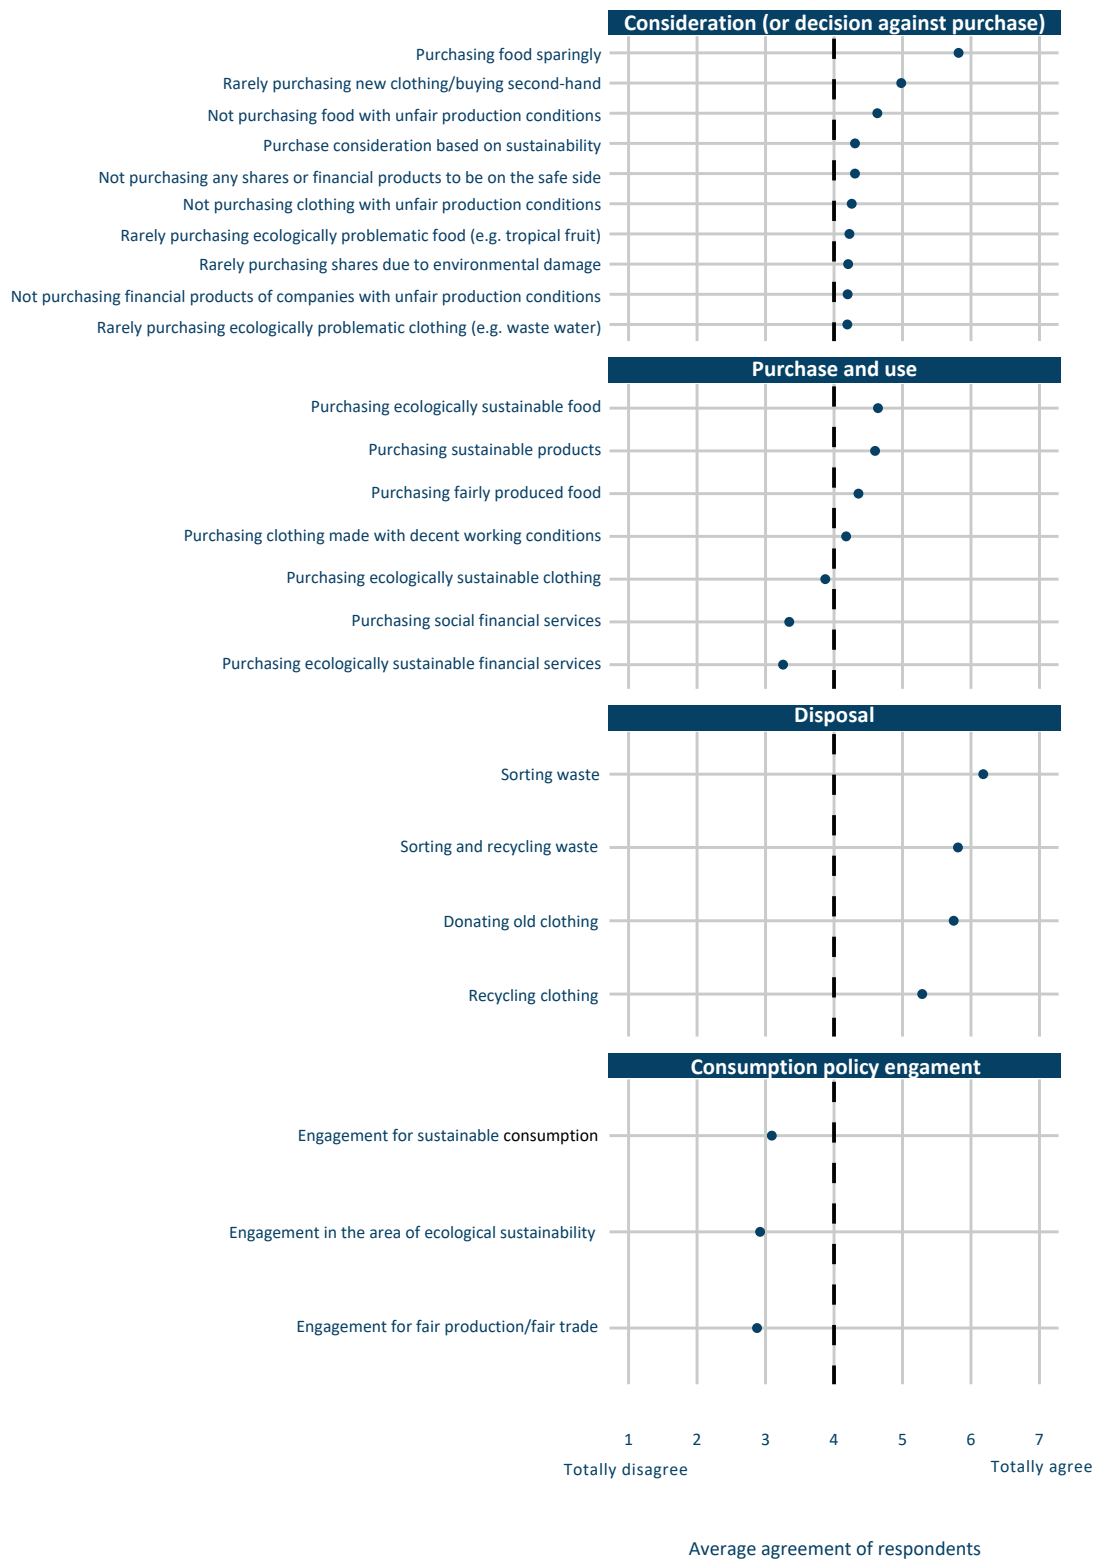 Consideration (or decision against purchase)
Purchasing food sparingly
Rarely purchasing new clothing/buying second-hand
Not purchasing food with unfair production conditions
Purchase consideration based on sustainability
Not purchasing any shares or financial products to be on the safe side
Not purchasing clothing with unfair production conditions
Rarely purchasing ecologically problematic food (e.g. tropical fruit)
Rarely purchasing shares due to environmental damage
Not purchasing financial products of companies with unfair production conditions
Rarely purchasing ecologically problematic clothing (e.g. waste water)
Purchase and use
Purchasing ecologically sustainable food
Purchasing sustainable products
Purchasing fairly produced food
Purchasing clothing made with decent working conditions
Purchasing ecologically sustainable clothing
Purchasing social financial services
Purchasing ecologically sustainable financial services
Disposal
Sorting waste
Sorting and recycling waste
Donating old clothing
Recycling clothing
Consumption policy engament
Engagement for sustainable consumption
Engagement in the area of ecological sustainability
Engagement for fair production/fair trade
1 2 3 4 5 6 7
Totally disagree Totally agree
Average agreement of respondents